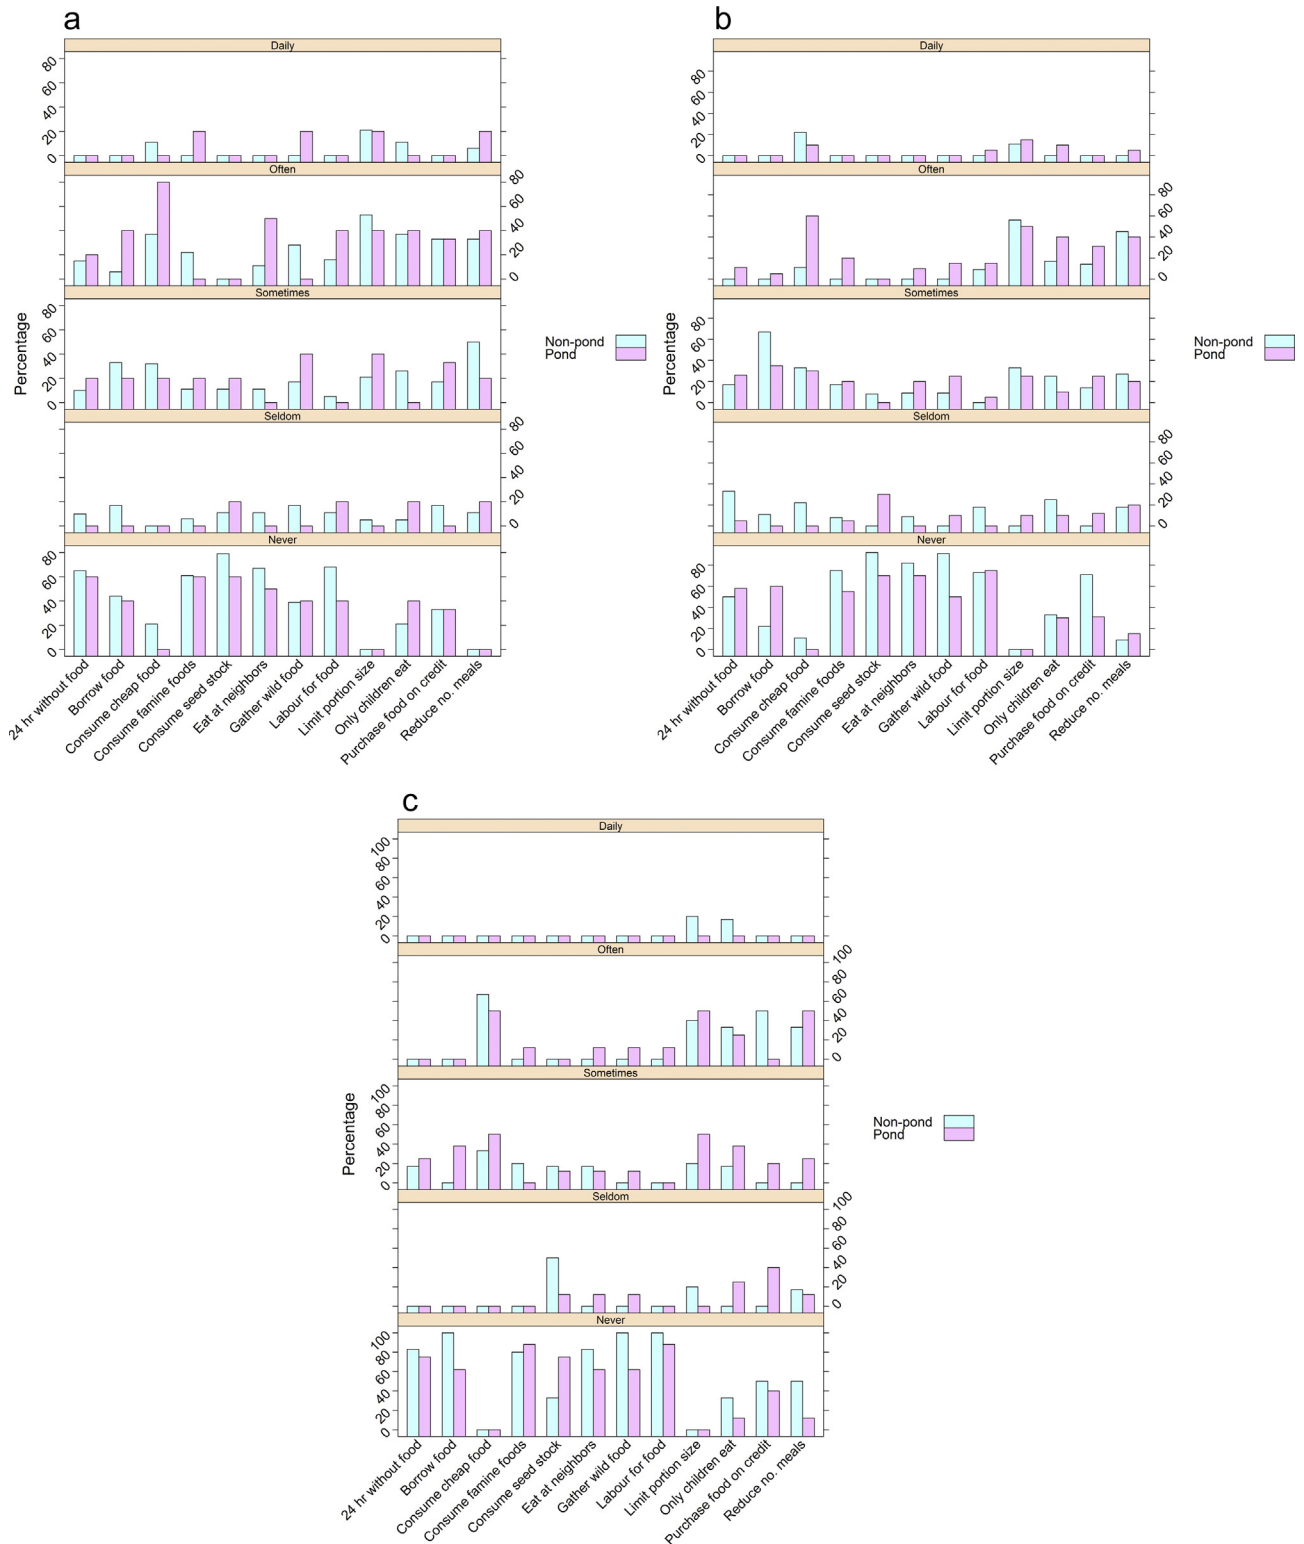 a
Daily
80
60
40
20
0
Often
80
60
40
20
0
Sometimes
80
60
40
20
0
Seldom
80
60
40
20
0
Never
80
60
40
20
0
Percentage
Non-pond
Pond
24 hr without food
Borrow food
Consume cheap food
Consume famine foods
Consume seed stock
Eat at neighbors
Gather wild food
Labour for food
Limit portion size
Only children eat
Purchase food on credit
Reduce no. meals
b
Daily
80
60
40
20
0
Often
80
60
40
20
0
Sometimes
80
60
40
20
0
Seldom
80
60
40
20
0
Never
80
60
40
20
0
Percentage
Non-pond
Pond
24 hr without food
Borrow food
Consume cheap food
Consume famine foods
Consume seed stock
Eat at neighbors
Gather wild food
Labour for food
Limit portion size
Only children eat
Purchase food on credit
Reduce no. meals
c
Daily
100
80
60
40
20
0
Often
100
80
60
40
20
0
Sometimes
100
80
60
40
20
0
Seldom
100
80
60
40
20
0
Never
100
80
60
40
20
0
Percentage
Non-pond
Pond
24 hr without food
Borrow food
Consume cheap food
Consume famine foods
Consume seed stock
Eat at neighbors
Gather wild food
Labour for food
Limit portion size
Only children eat
Purchase food on credit
Reduce no. meals